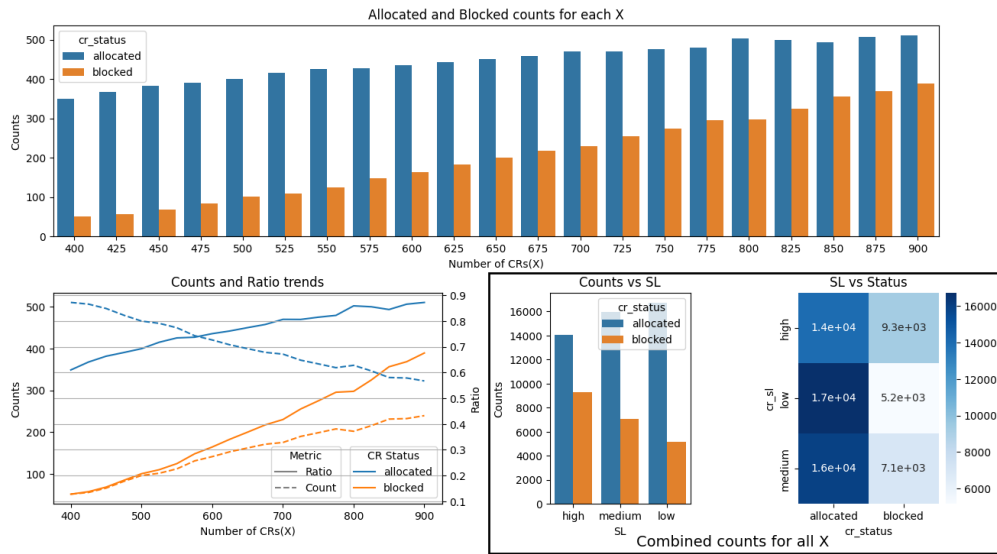 Allocated and Blocked counts for each X
500
400
300
200
100
0
Counts
cr_status
allocated
blocked
400 425 450 475 500 525 550 575 600 625 650 675 700 725 750 775 800 825 850 875 900
Number of CRs(X)
Counts and Ratio trends
500
400
300
200
100
Counts
0.9
0.8
0.7
0.6
0.5
0.4
0.3
0.2
0.1
Ratio
Metric
Ratio
Count
CR Status
allocated
blocked
400 500 600 700 800 900
Number of CRs(X)
Counts vs SL
16000
14000
12000
10000
8000
6000
4000
2000
0
Counts
cr_status
allocated
blocked
high medium low
SL
SL vs Status
high
low
medium
cr_sl
1.4e+04 9.3e+03
1.7e+04 5.2e+03
1.6e+04 7.1e+03
allocated blocked
cr_status
16000
14000
12000
10000
8000
6000
Combined counts for all X